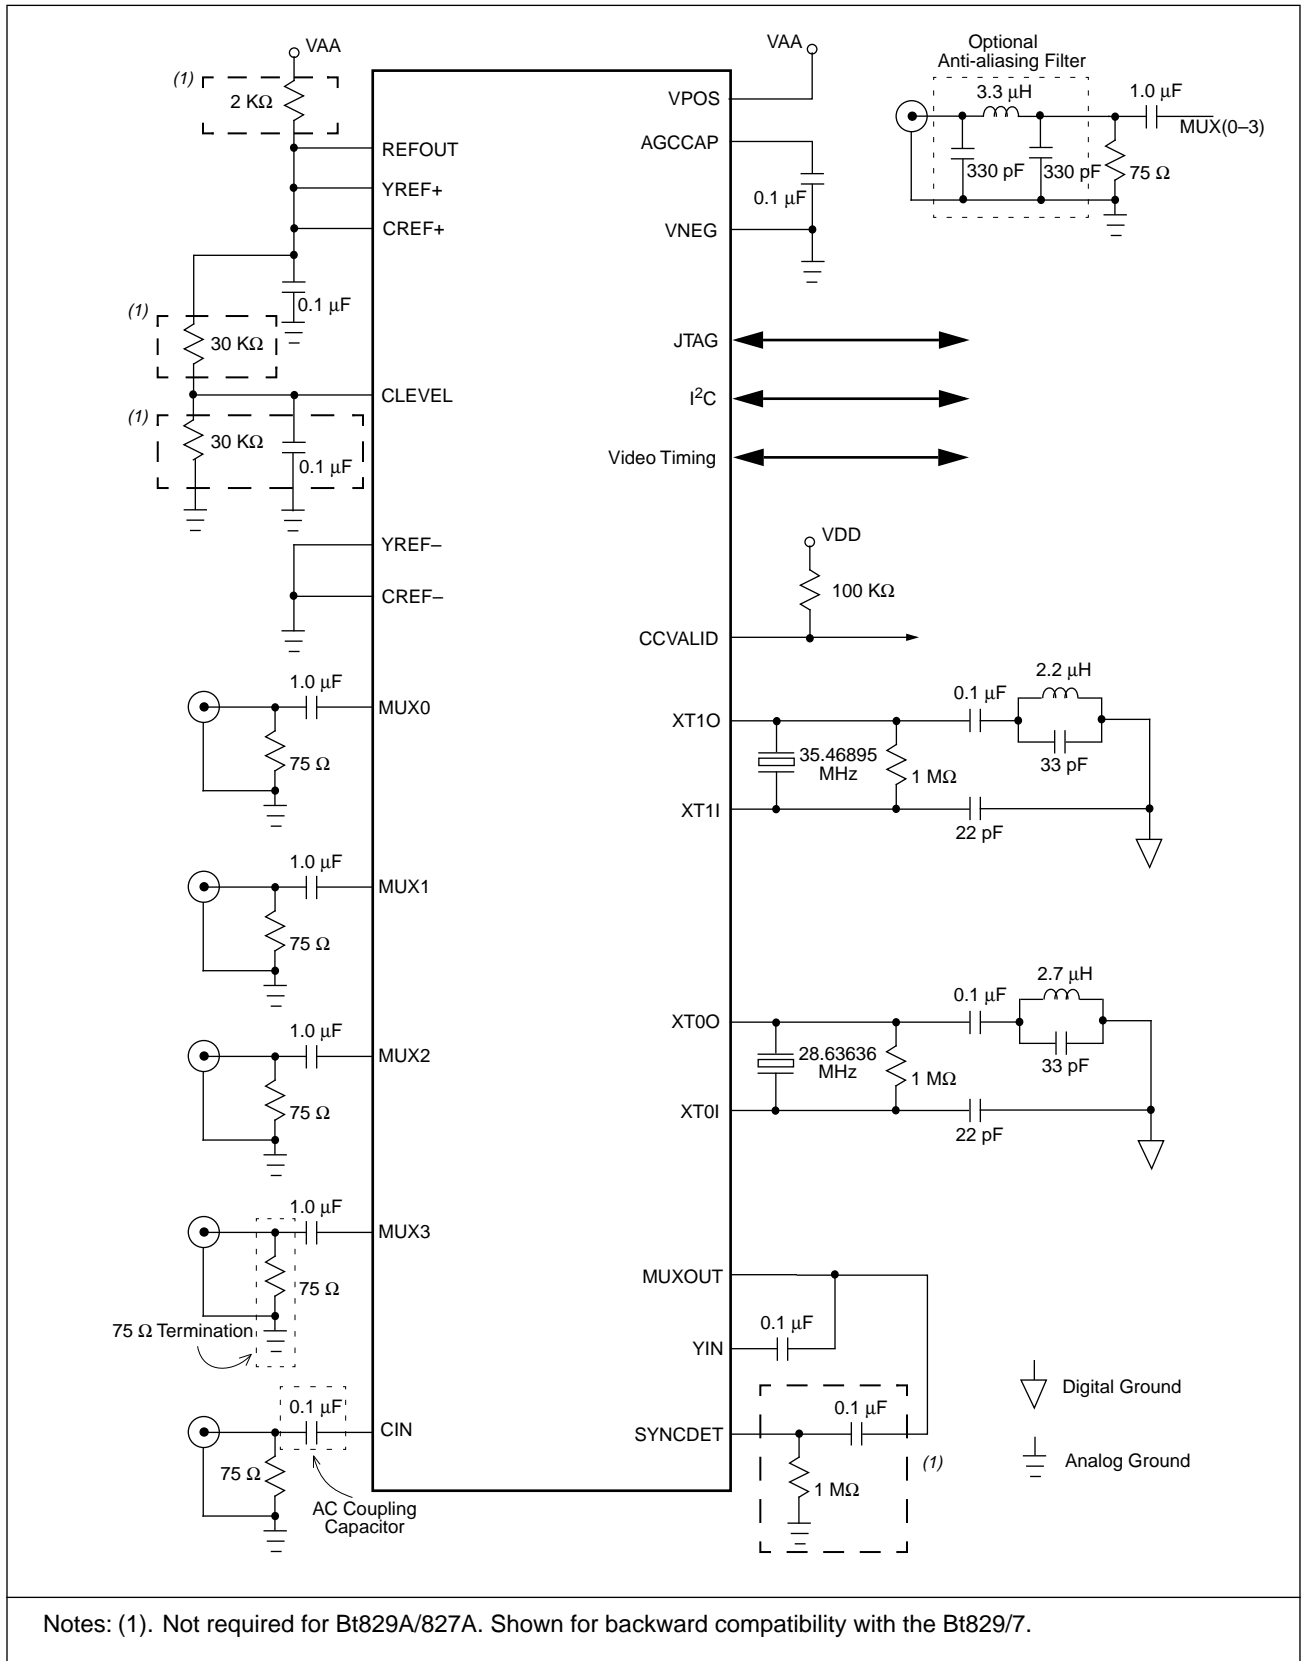 VAA
(1)
2 KΩ
REFOUT
YREF+
CREF+
0.1 µF
(1)
30 KΩ
CLEVEL
(1)
30 KΩ
0.1 µF
YREF–
CREF–
1.0 µF
MUX0
75 Ω
1.0 µF
MUX1
75 Ω
1.0 µF
MUX2
75 Ω
1.0 µF
MUX3
75 Ω
75 Ω Termination
0.1 µF
CIN
75 Ω
AC Coupling
Capacitor
VAA
VPOS
AGCCAP
0.1 µF
VNEG
Optional
Anti-aliasing Filter
3.3 µH
1.0 µF
MUX(0–3)
330 pF
330 pF
75 Ω
JTAG
I²C
Video Timing
VDD
100 KΩ
CCVALID
2.2 µH
0.1 µF
XT1O
35.46895
MHz
1 MΩ
33 pF
XT1I
22 pF
2.7 µH
0.1 µF
XT0O
28.63636
MHz
1 MΩ
33 pF
XT0I
22 pF
MUXOUT
0.1 µF
YIN
0.1 µF
SYNCDET
(1)
1 MΩ
Digital Ground
Analog Ground
Notes: (1). Not required for Bt829A/827A. Shown for backward compatibility with the Bt829/7.